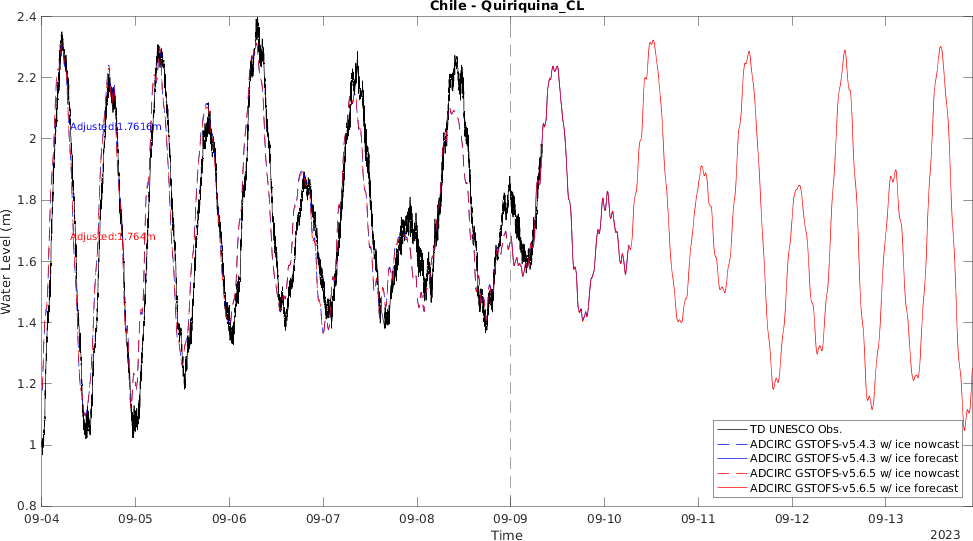 Chile - Quiriquina_CL
2.4
2.2
2
1.8
1.6
1.4
1.2
1
0.8
Water Level (m)
Adjusted:1.7616m
Adjusted:1.764m
TD UNESCO Obs.
ADCIRC GSTOFS-v5.4.3 w/ ice nowcast
ADCIRC GSTOFS-v5.4.3 w/ ice forecast
ADCIRC GSTOFS-v5.6.5 w/ ice nowcast
ADCIRC GSTOFS-v5.6.5 w/ ice forecast
09-04 09-05 09-06 09-07 09-08 09-09 09-10 09-11 09-12 09-13
Time
2023